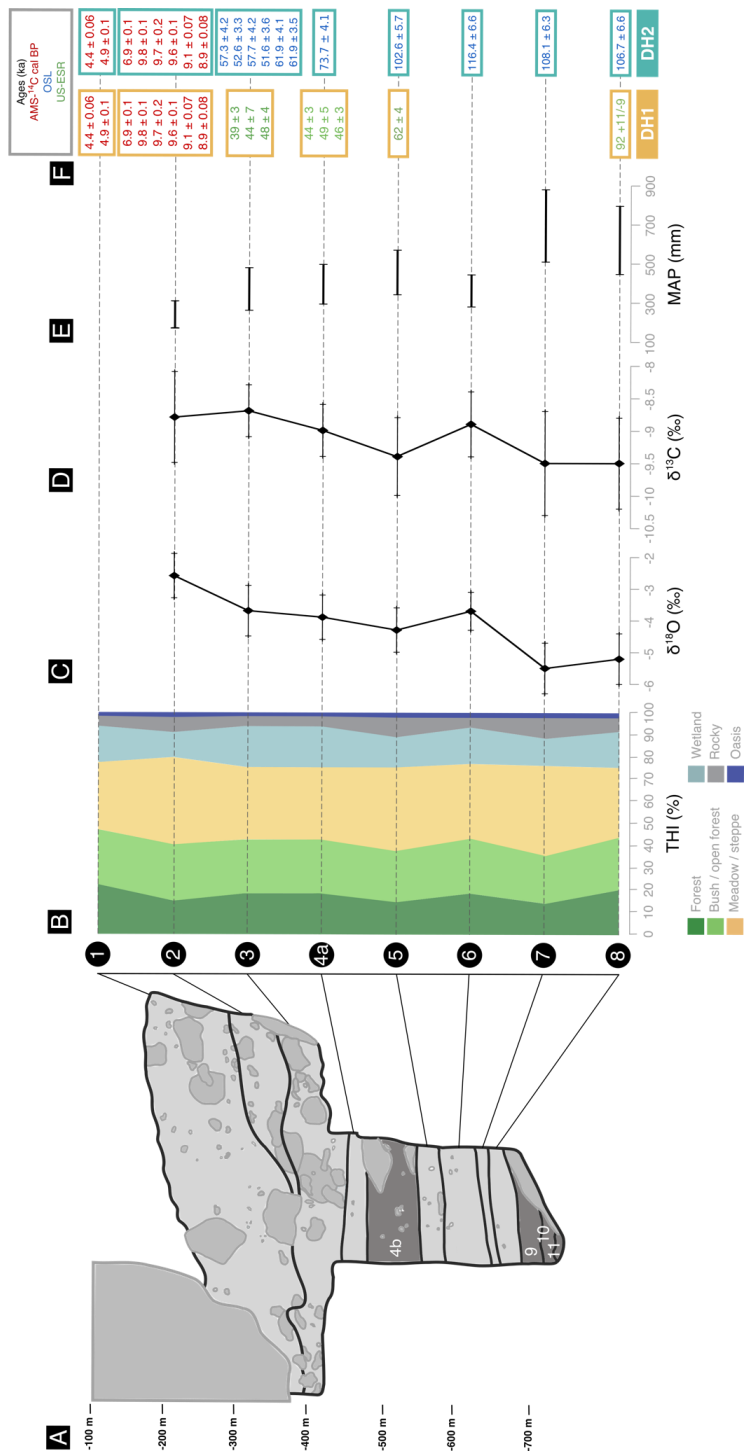 A
-100 m
-200 m
-300 m
-400 m
-500 m
-600 m
-700 m
4b
9
10
11
1
2
3
4a
5
6
7
8
B
0 10 20 30 40 50 60 70 80 90 100
THI (%)
Forest
Bush / open forest
Meadow / steppe
Wetland
Rocky
Oasis
C
-6 -5 -4 -3 -2
δ18O (‰)
D
-10.5 -10 -9.5 -9 -8.5 -8
δ13C (‰)
E
100 300 500 700 900
MAP (mm)
F
Ages (ka)
AMS-14C cal BP
OSL
US-ESR
4.4 ± 0.06
4.9 ± 0.1
6.9 ± 0.1
9.8 ± 0.1
9.7 ± 0.2
9.6 ± 0.1
9.1 ± 0.07
8.9 ± 0.08
39 ± 3
44 ± 7
48 ± 4
44 ± 3
49 ± 5
46 ± 3
62 ± 4
92 +11/-9
DH1
4.4 ± 0.06
4.9 ± 0.1
6.9 ± 0.1
9.8 ± 0.1
9.7 ± 0.2
9.6 ± 0.1
9.1 ± 0.07
8.9 ± 0.08
57.3 ± 4.2
52.6 ± 3.3
57.7 ± 4.2
51.6 ± 3.6
61.9 ± 4.1
61.9 ± 3.5
73.7 ± 4.1
102.6 ± 5.7
116.4 ± 6.6
108.1 ± 6.3
106.7 ± 6.6
DH2